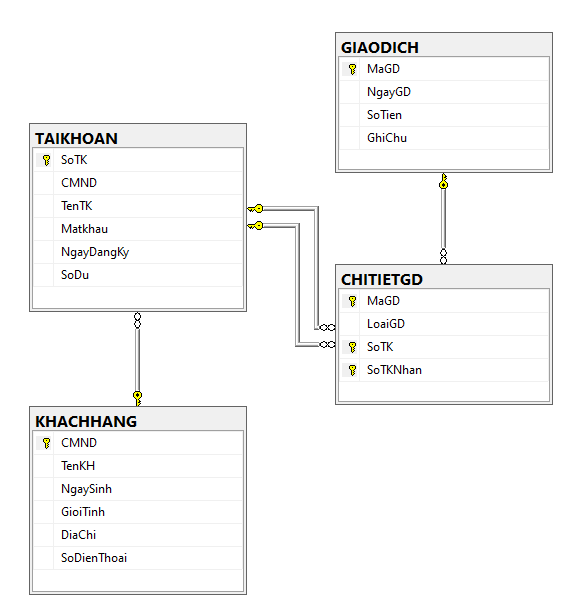 GIAODICH
MaGD
NgayGD
SoTien
GhiChu
TAIKHOAN
SoTK
CMND
TenTK
Matkhau
NgayDangKy
SoDu
CHITIETGD
MaGD
LoaiGD
SoTK
SoTKNhan
KHACHHANG
CMND
TenKH
NgaySinh
GioiTinh
DiaChi
SoDienThoai